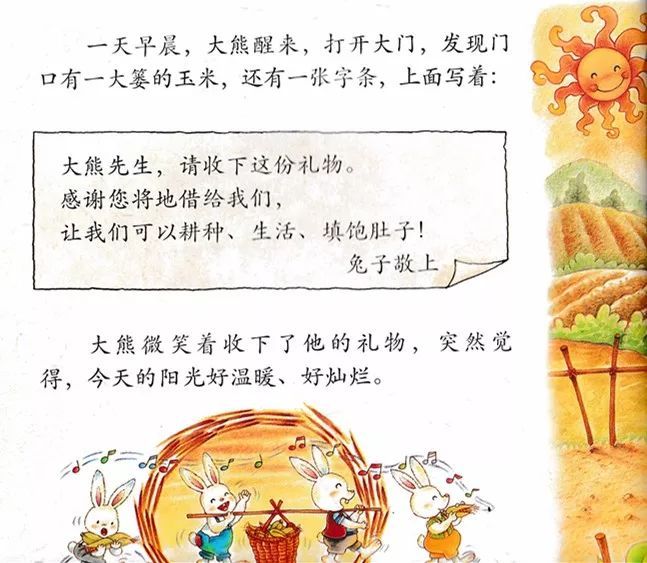 一天早晨，大熊醒来，打开大门，发现门
口有一大篓的玉米，还有一张字条，上面写着：
大熊先生，请收下这份礼物。
感谢您将地借给我们，
让我们可以耕种、生活、填饱肚子！
兔子敬上
大熊微笑着收下了他的礼物，突然觉
得，今天的阳光好温暖、好灿烂。